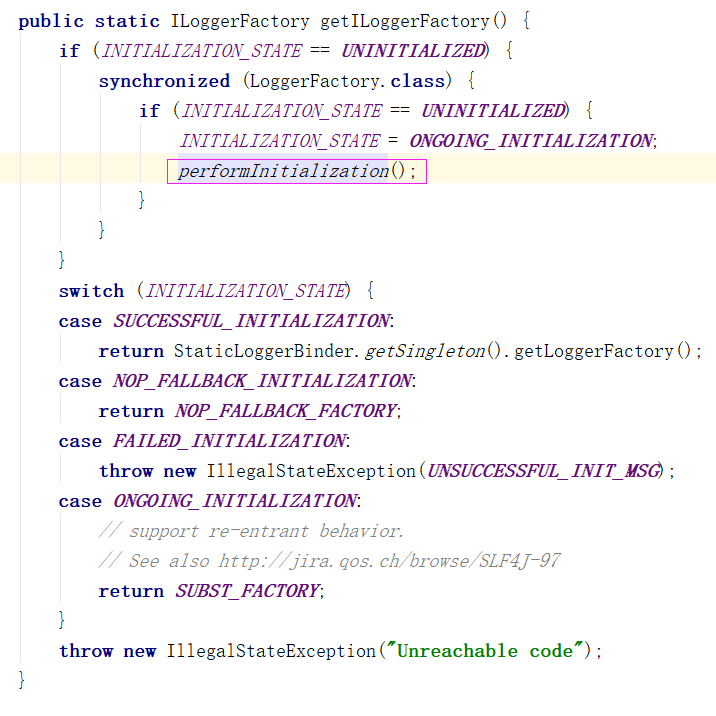 public static ILoggerFactory getILoggerFactory() {
if (INITIALIZATION_STATE == UNINITIALIZED) {
synchronized (LoggerFactory.class) {
if (INITIALIZATION_STATE == UNINITIALIZED) {
INITIALIZATION_STATE = ONGOING_INITIALIZATION;
performInitialization();
}
}
}
switch (INITIALIZATION_STATE) {
case SUCCESSFUL_INITIALIZATION:
return StaticLoggerBinder.getSingleton().getLoggerFactory();
case NOP_FALLBACK_INITIALIZATION:
return NOP_FALLBACK_FACTORY;
case FAILED_INITIALIZATION:
throw new IllegalStateException(UNSUCCESSFUL_INIT_MSG);
case ONGOING_INITIALIZATION:
// support re-entrant behavior.
// See also http://jira.qos.ch/browse/SLF4J-97
return SUBST_FACTORY;
}
throw new IllegalStateException("Unreachable code");
}